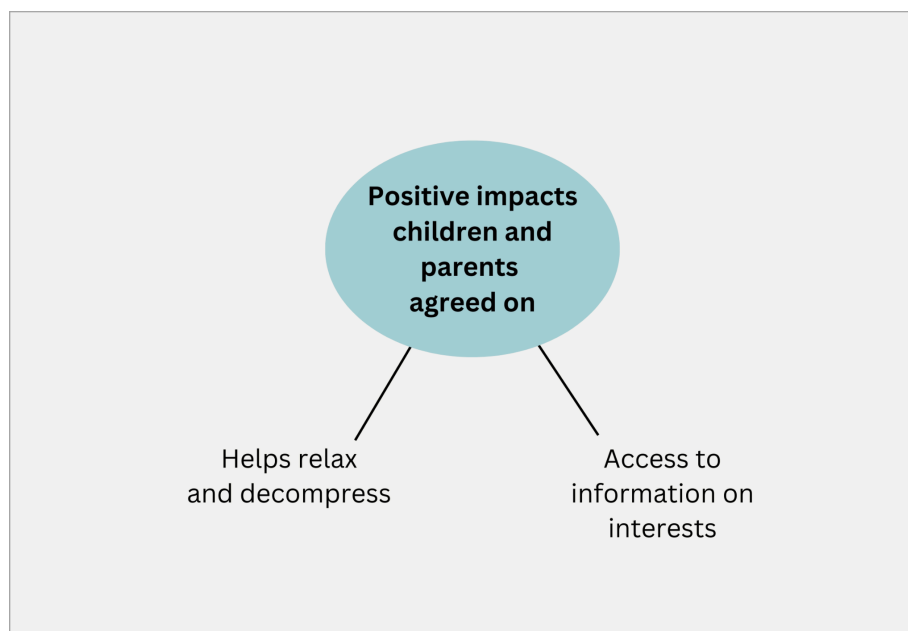 Positive impacts
children and
parents
agreed on
Helps relax
and decompress
Access to
information on
interests